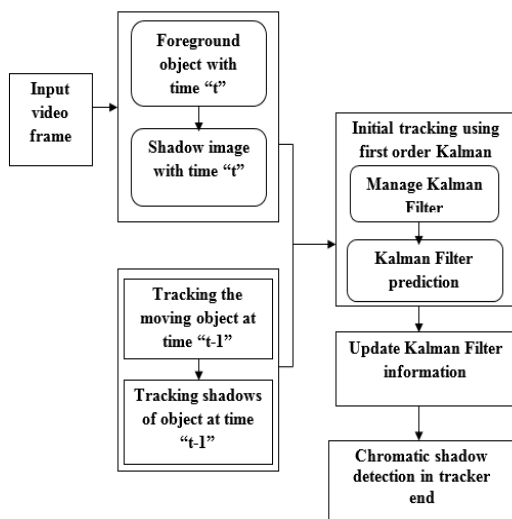 Foreground
object with
time “t”
Input
video
frame
Shadow image
with time “t”
Initial tracking using
first order Kalman
Manage Kalman
Filter
Kalman Filter
prediction
Tracking the
moving object at
time “t-1”
Tracking shadows
of object at time
“t-1”
Update Kalman Filter
information
Chromatic shadow
detection in tracker
end